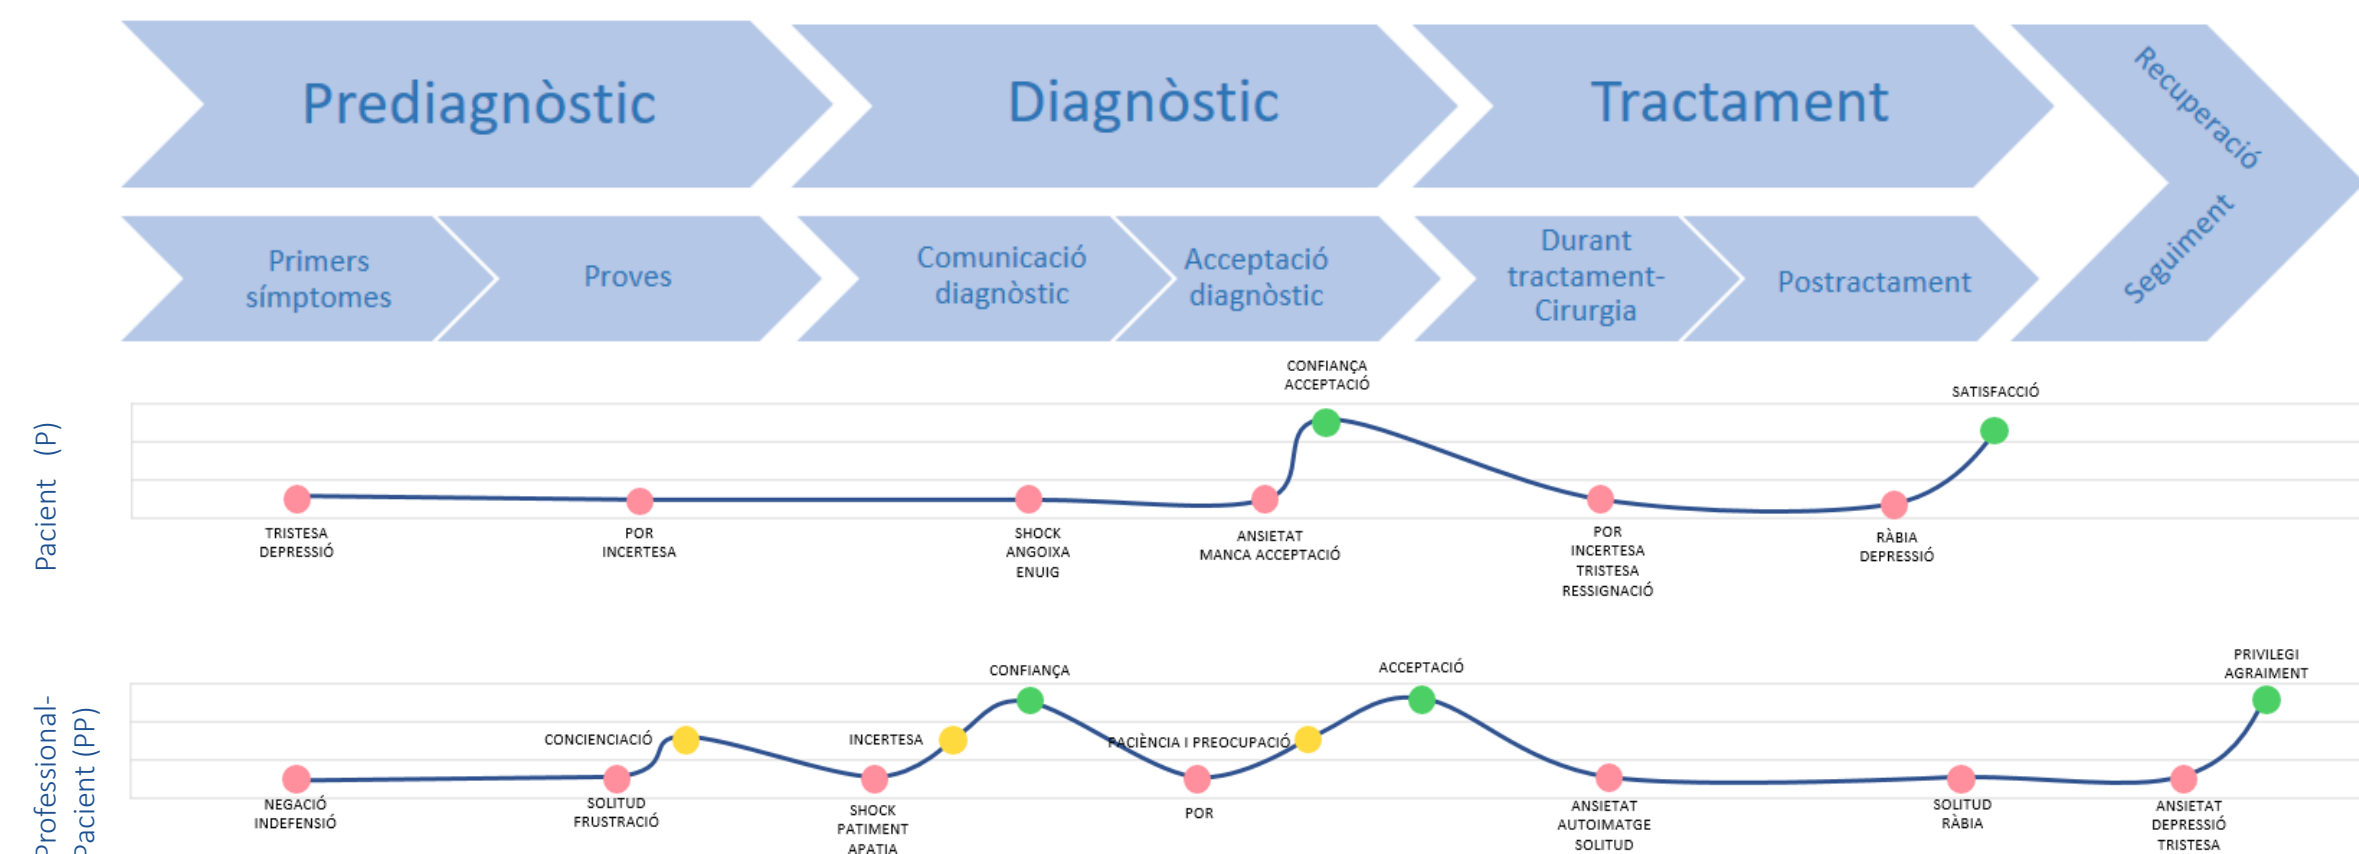 Prediagnòstic
Diagnòstic
Tractament
Recuperació
Seguiment
Primers
símptomes
Proves
Comunicació
diagnòstic
Acceptació
diagnòstic
Durant
tractament-
Cirurgia
Postractament
Pacient (P)
CONFIANÇA
ACCEPTACIÓ
SATISFACCIÓ
TRISTESA
DEPRESSIÓ
POR
INCERTESA
SHOCK
ANGOIXA
ENUIG
ANSIETAT
MANCA ACCEPTACIÓ
POR
INCERTESA
TRISTESA
RESSIGNACIÓ
RÀBIA
DEPRESSIÓ
Professional-
Pacient (PP)
CONFIANÇA
ACCEPTACIÓ
PRIVILEGI
AGRAIMENT
CONCIENCIACIÓ
INCERTESA
PACIÈNCIA I PREOCUPACIÓ
NEGACIÓ
INDEFENSIÓ
SOLITUD
FRUSTRACIÓ
SHOCK
PATIMENT
APATIA
POR
ANSIETAT
AUTOIMATGE
SOLITUD
SOLITUD
RÀBIA
ANSIETAT
DEPRESSIÓ
TRISTESA